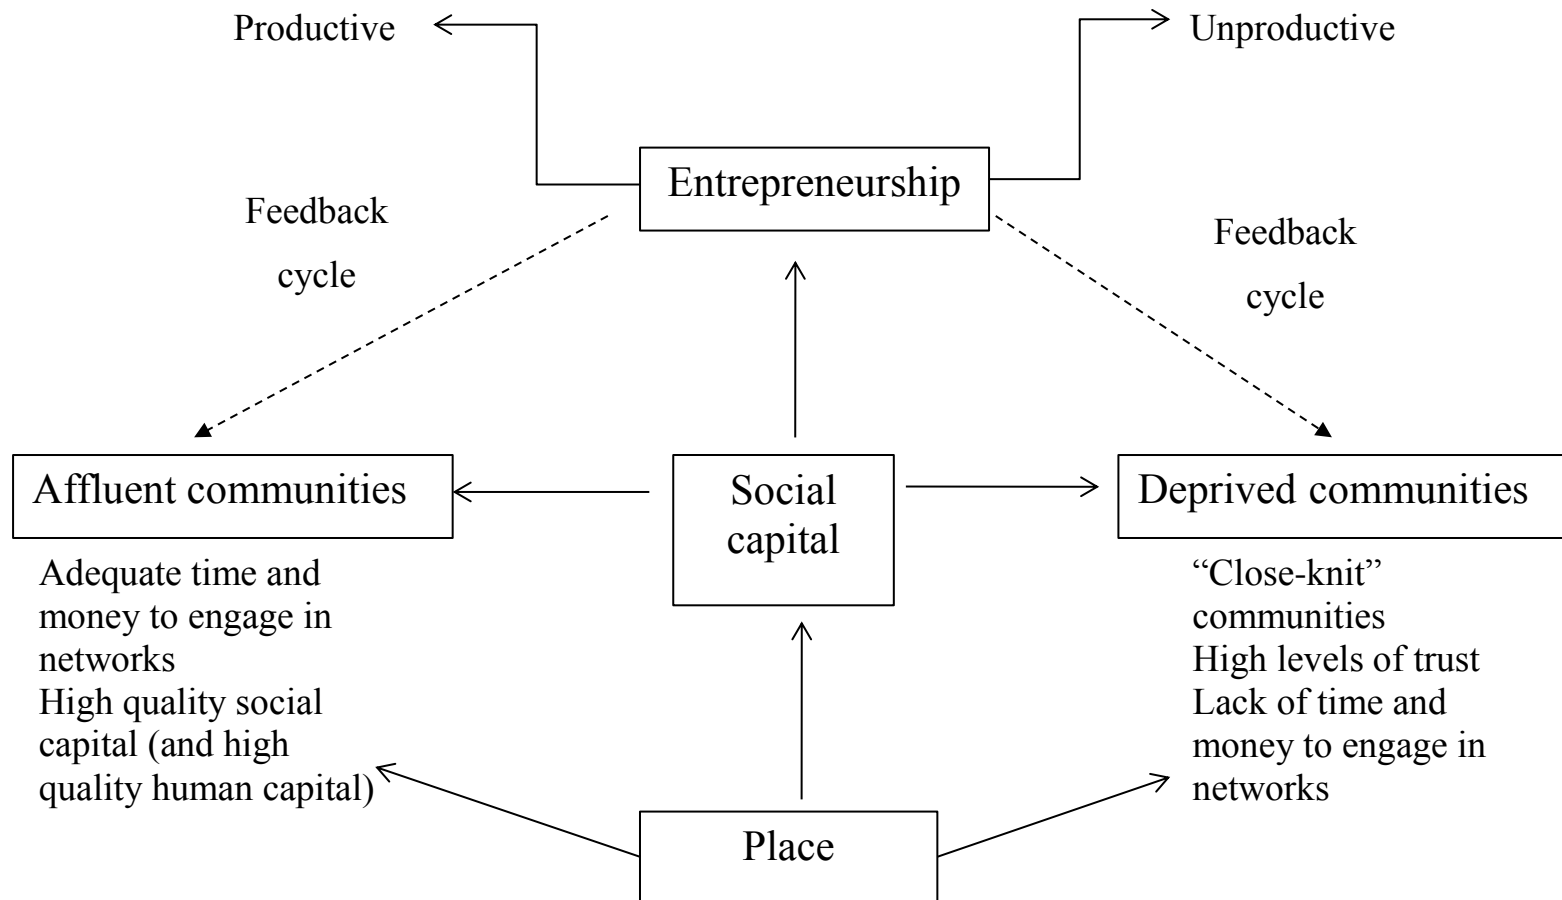 Productive
Unproductive
Entrepreneurship
Feedback
cycle
Feedback
cycle
Affluent communities
Social
capital
Deprived communities
Adequate time and
money to engage in
networks
High quality social
capital (and high
quality human capital)
“Close-knit”
communities
High levels of trust
Lack of time and
money to engage in
networks
Place